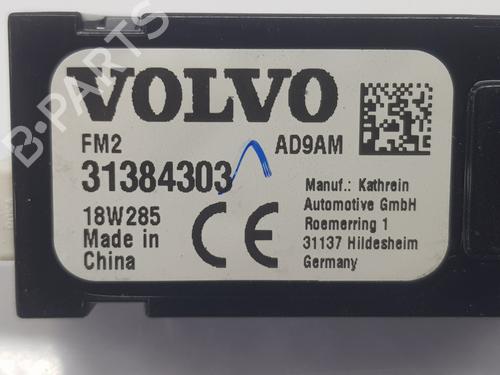 VOLVO
FM2 AD9AM
31384303
18W285
Made in
China
CE
Manuf.: Kathrein
Automotive GmbH
Roemerring 1
31137 Hildesheim
Germany
B-PARTS